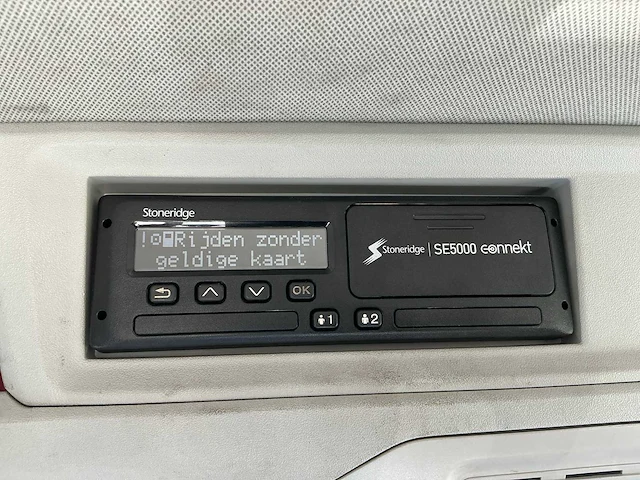 Stoneridge
!Rijden zonder
geldige kaart
Stoneridge | SE5000 connekt
OK
1
2